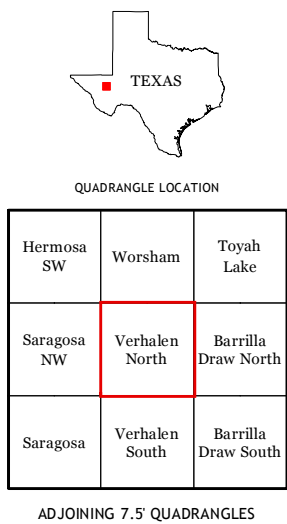 TEXAS
QUADRANGLE LOCATION
Hermosa
SW
Worsham
Toyah
Lake
Saragosa
NW
Verhalen
North
Barrilla
Draw North
Saragosa
Verhalen
South
Barrilla
Draw South
ADJOINING 7.5' QUADRANGLES